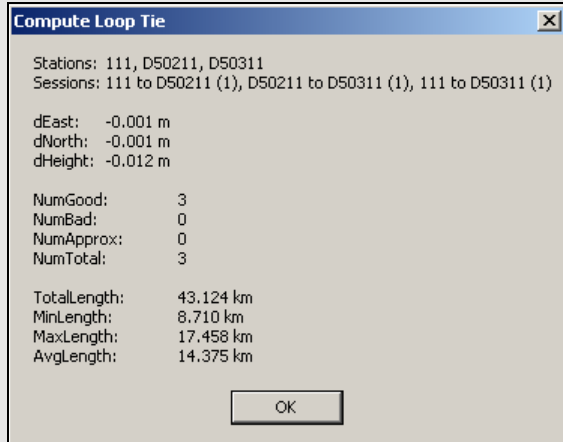 Compute Loop Tie
Stations: 111, D50211, D50311
Sessions: 111 to D50211 (1), D50211 to D50311 (1), 111 to D50311 (1)
dEast: -0.001 m
dNorth: -0.001 m
dHeight: -0.012 m
NumGood: 3
NumBad: 0
NumApprox: 0
NumTotal: 3
TotalLength: 43.124 km
MinLength: 8.710 km
MaxLength: 17.458 km
AvgLength: 14.375 km
OK